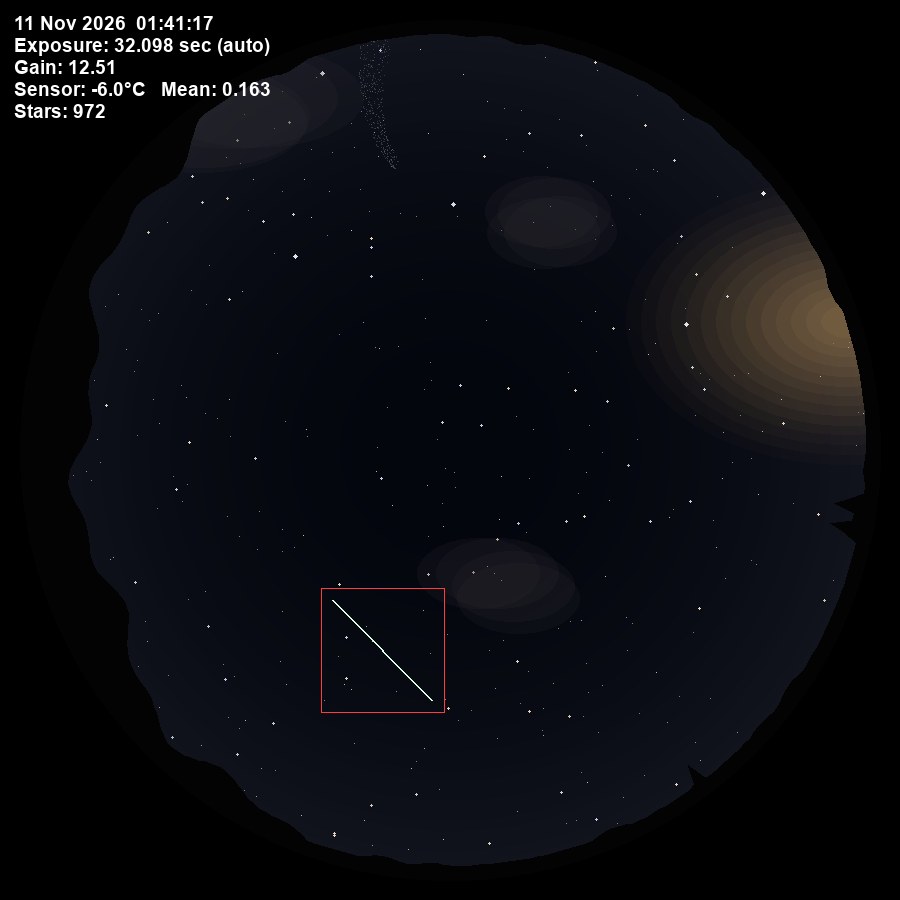 11 Nov 2026  01:41:17
Exposure: 32.098 sec (auto)
Gain: 12.51
Sensor: -6.0°C   Mean: 0.163
Stars: 972